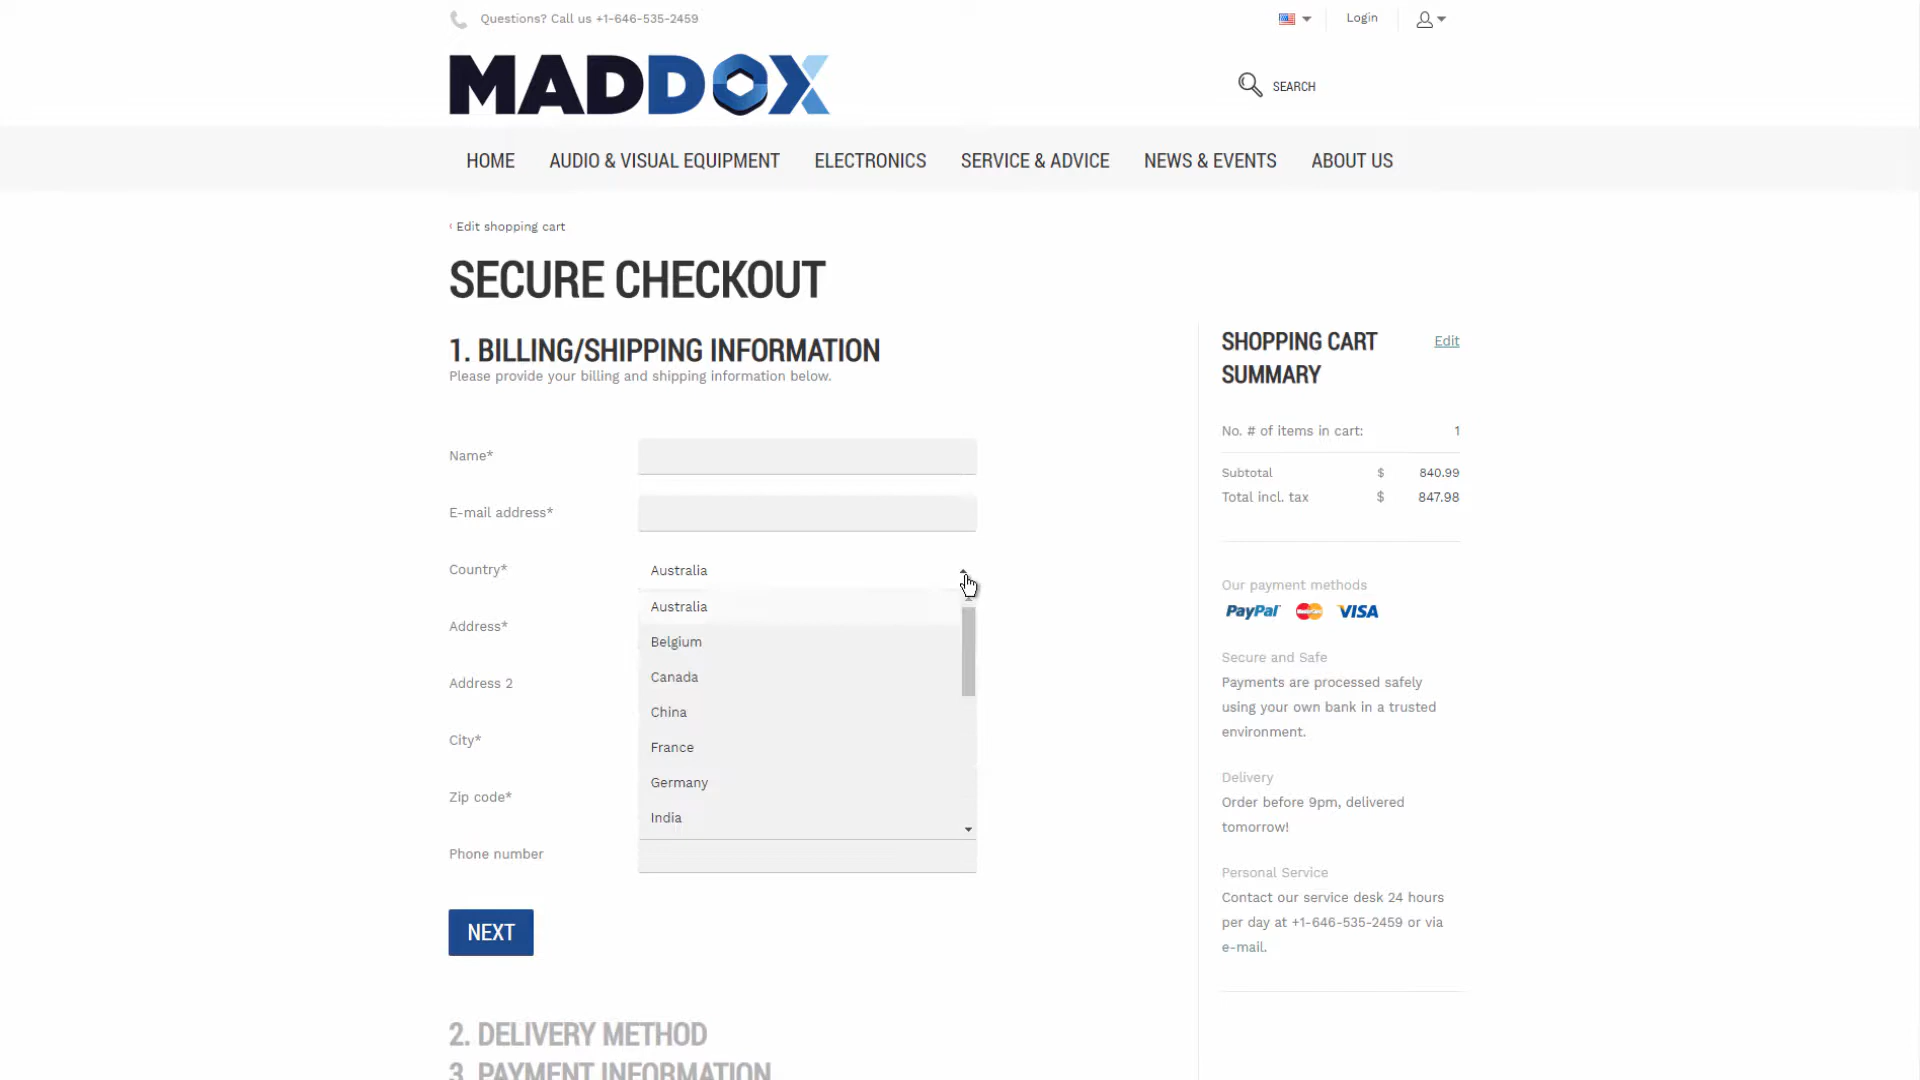 Questions? Call us +1-646-535-2459
Login
MADDOX
SEARCH
HOME AUDIO & VISUAL EQUIPMENT ELECTRONICS SERVICE & ADVICE NEWS & EVENTS ABOUT US
‹ Edit shopping cart
SECURE CHECKOUT
1. BILLING/SHIPPING INFORMATION
Please provide your billing and shipping information below.
Name*
E-mail address*
Country* Australia
Australia
Address*
Belgium
Canada
Address 2
China
City*
France
Germany
Zip code*
India
Phone number
NEXT
2. DELIVERY METHOD
3. PAYMENT INFORMATION
SHOPPING CART Edit
SUMMARY
No. # of items in cart: 1
Subtotal $ 840.99
Total incl. tax $ 847.98
Our payment methods
PayPal MasterCard VISA
Secure and Safe
Payments are processed safely
using your own bank in a trusted
environment.
Delivery
Order before 9pm, delivered
tomorrow!
Personal Service
Contact our service desk 24 hours
per day at +1-646-535-2459 or via
e-mail.